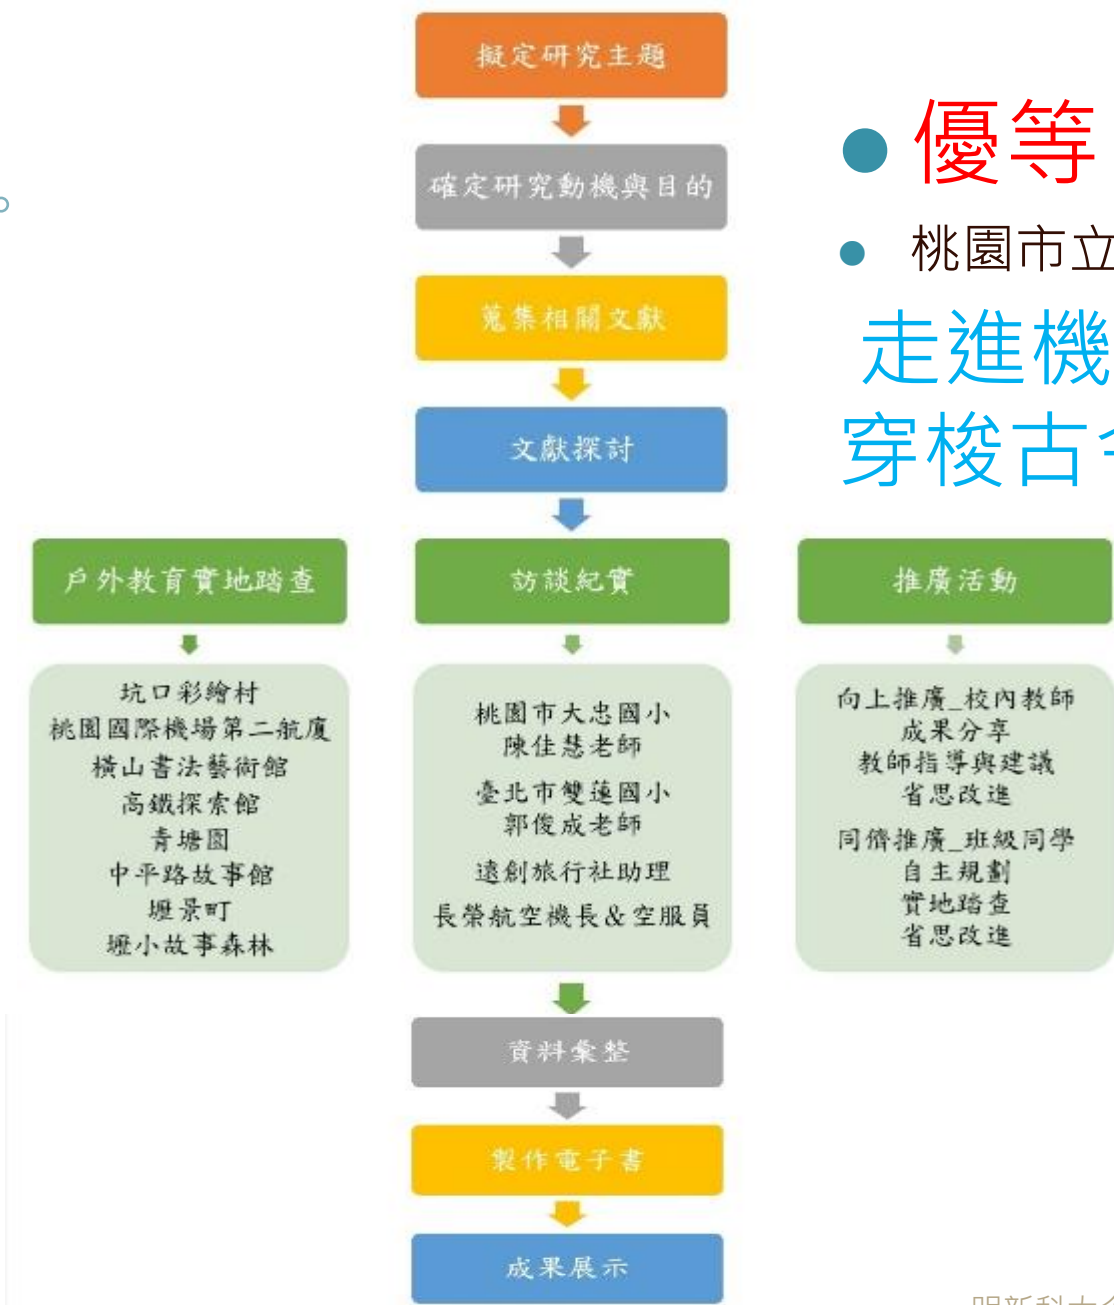 擬定研究主題
確定研究動機與目的
蒐集相關文獻
文獻探討
戶外教育實地踏查
坑口彩繪村
桃園國際機場第二航廈
橫山書法藝術館
高鐵探索館
青塘園
中平路故事館
壢景町
壢小故事森林
訪談紀實
桃園市大忠國小
陳佳慧老師
臺北市雙蓮國小
郭俊成老師
遠創旅行社助理
長榮航空機長&空服員
推廣活動
向上推廣_校內教師
成果分享
教師指導與建議
省思改進
同儕推廣_班級同學
自主規劃
實地踏查
省思改進
資料彙整
製作電子書
成果展示
優等
桃園市立
走進機
穿梭古